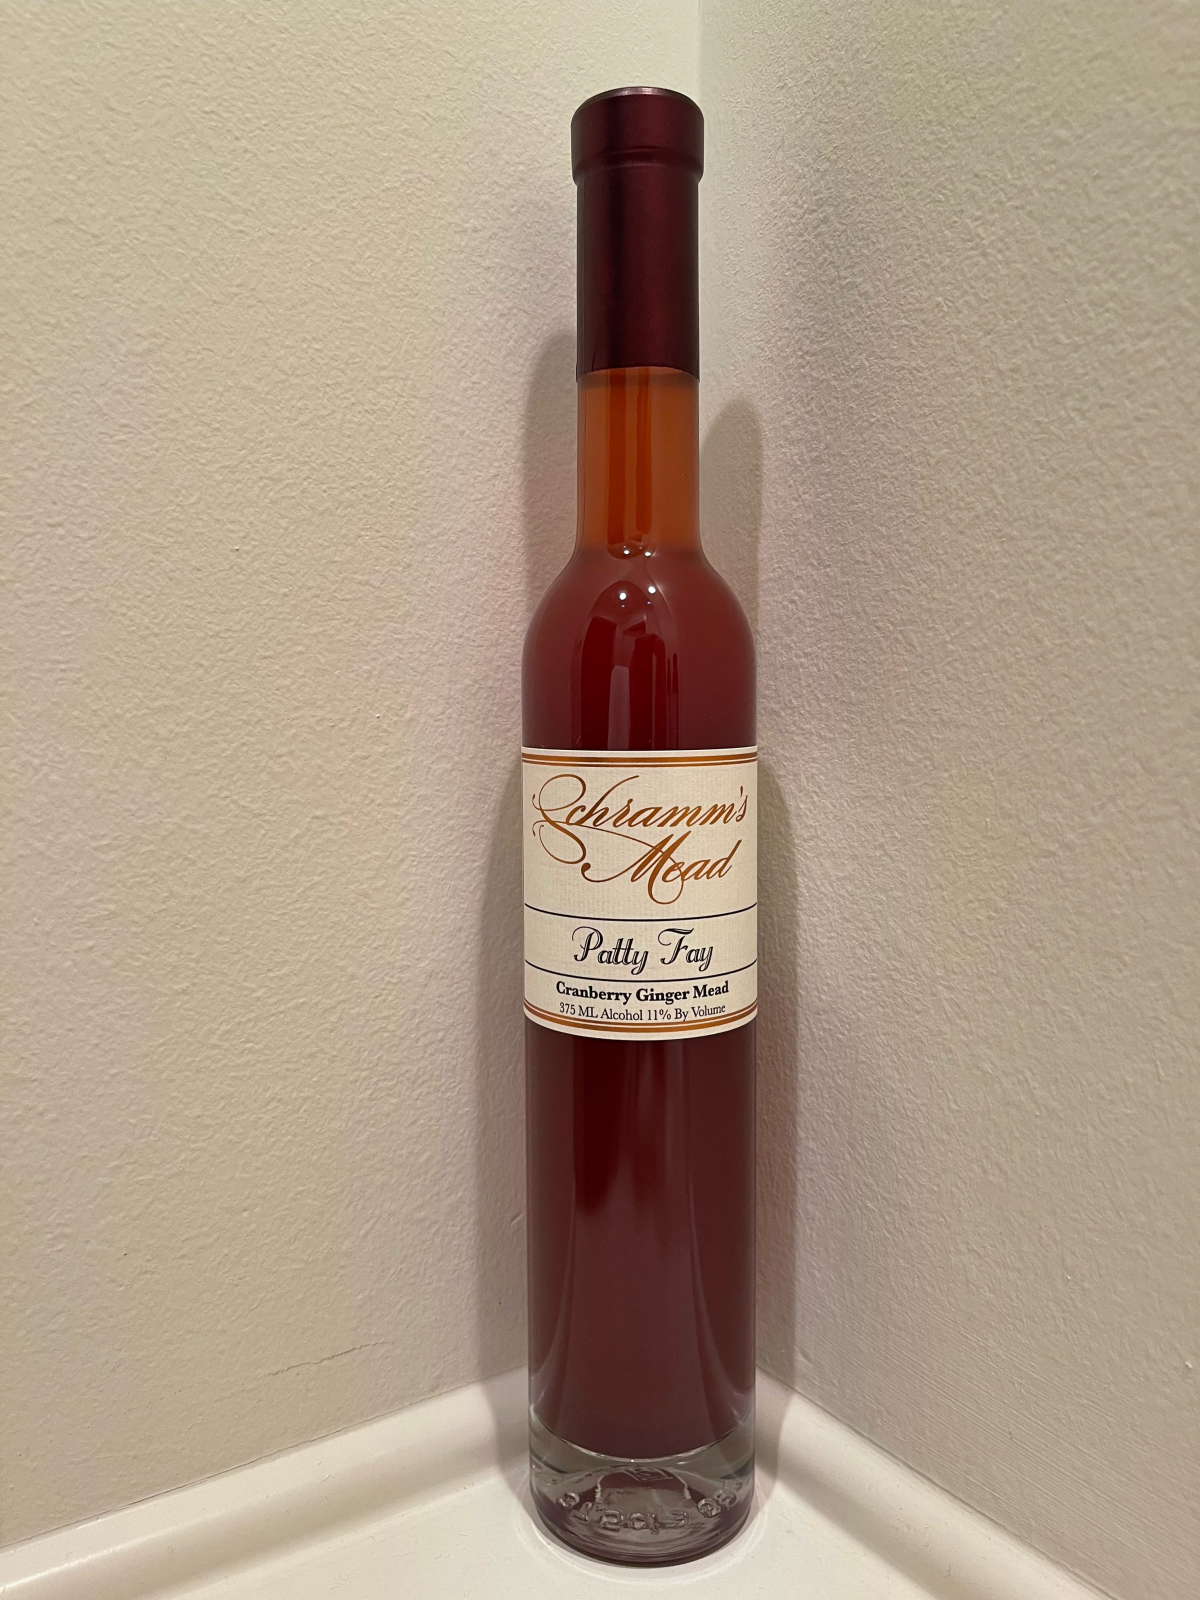 Schramm's
Mead
Patty Fay
Cranberry Ginger Mead
375 ML Alcohol 11% By Volume